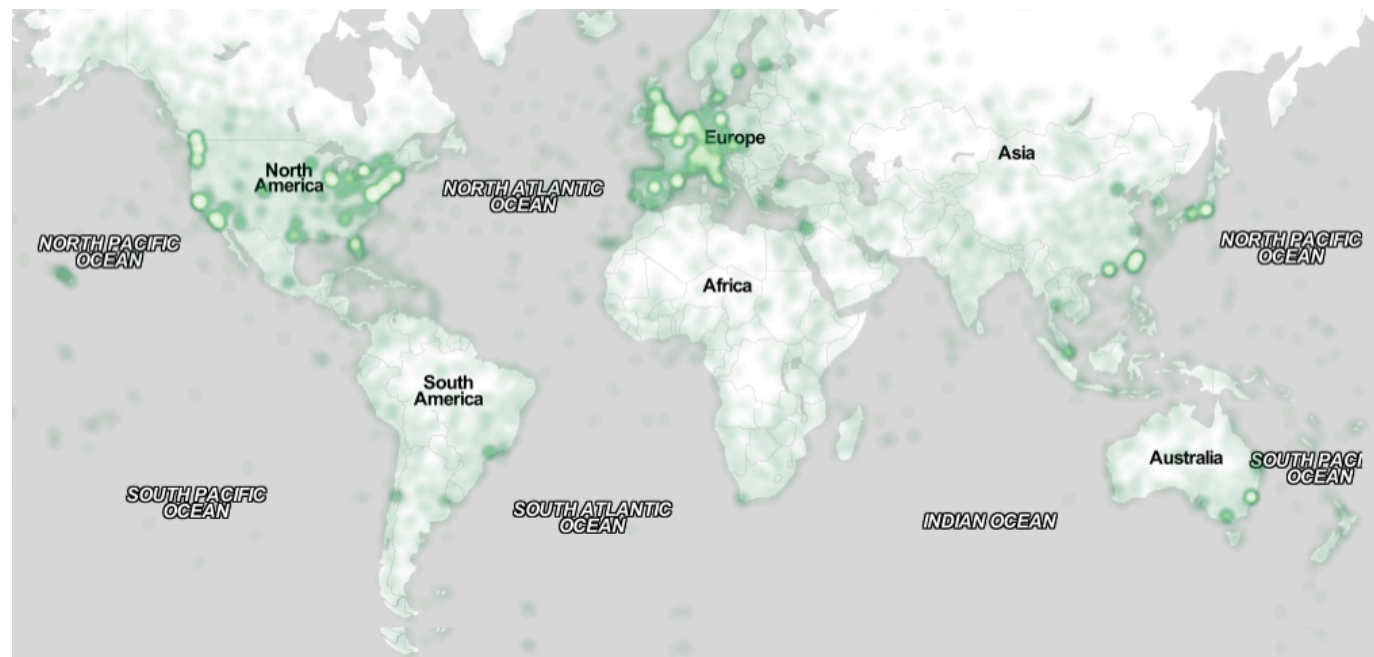 Europe
Asia
North
America
NORTH ATLANTIC
OCEAN
NORTH PACIFIC
OCEAN
NORTH PACIFIC
OCEAN
Africa
South
America
Australia
SOUTH PACI
OCEAN
SOUTH PACIFIC
OCEAN
SOUTH ATLANTIC
OCEAN
INDIAN OCEAN